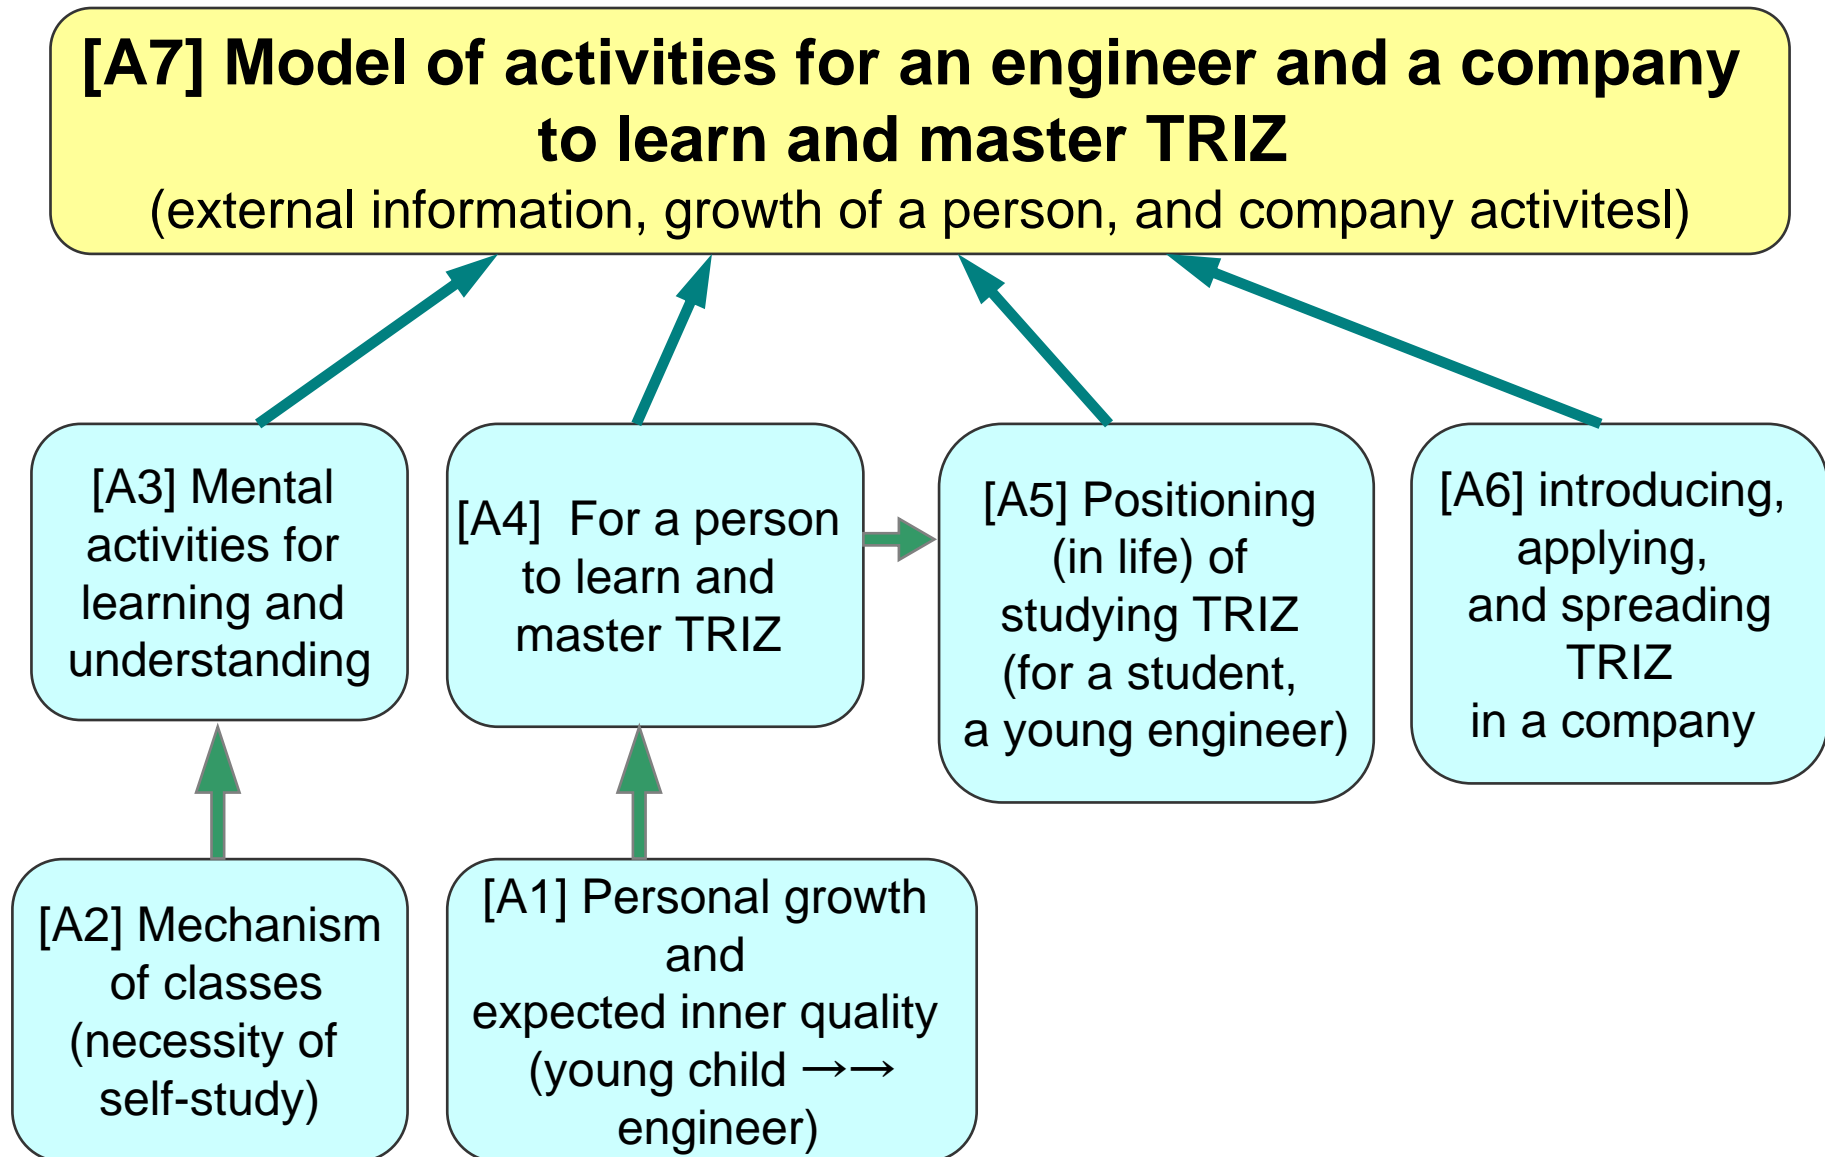 [A7] Model of activities for an engineer and a company
to learn and master TRIZ
(external information, growth of a person, and company activitesl)
[A3] Mental
activities for
learning and
understanding
[A4] For a person
to learn and
master TRIZ
[A5] Positioning
(in life) of
studying TRIZ
(for a student,
a young engineer)
[A6] introducing,
applying,
and spreading
TRIZ
in a company
[A2] Mechanism
of classes
(necessity of
self-study)
[A1] Personal growth
and
expected inner quality
(young child →→
engineer)